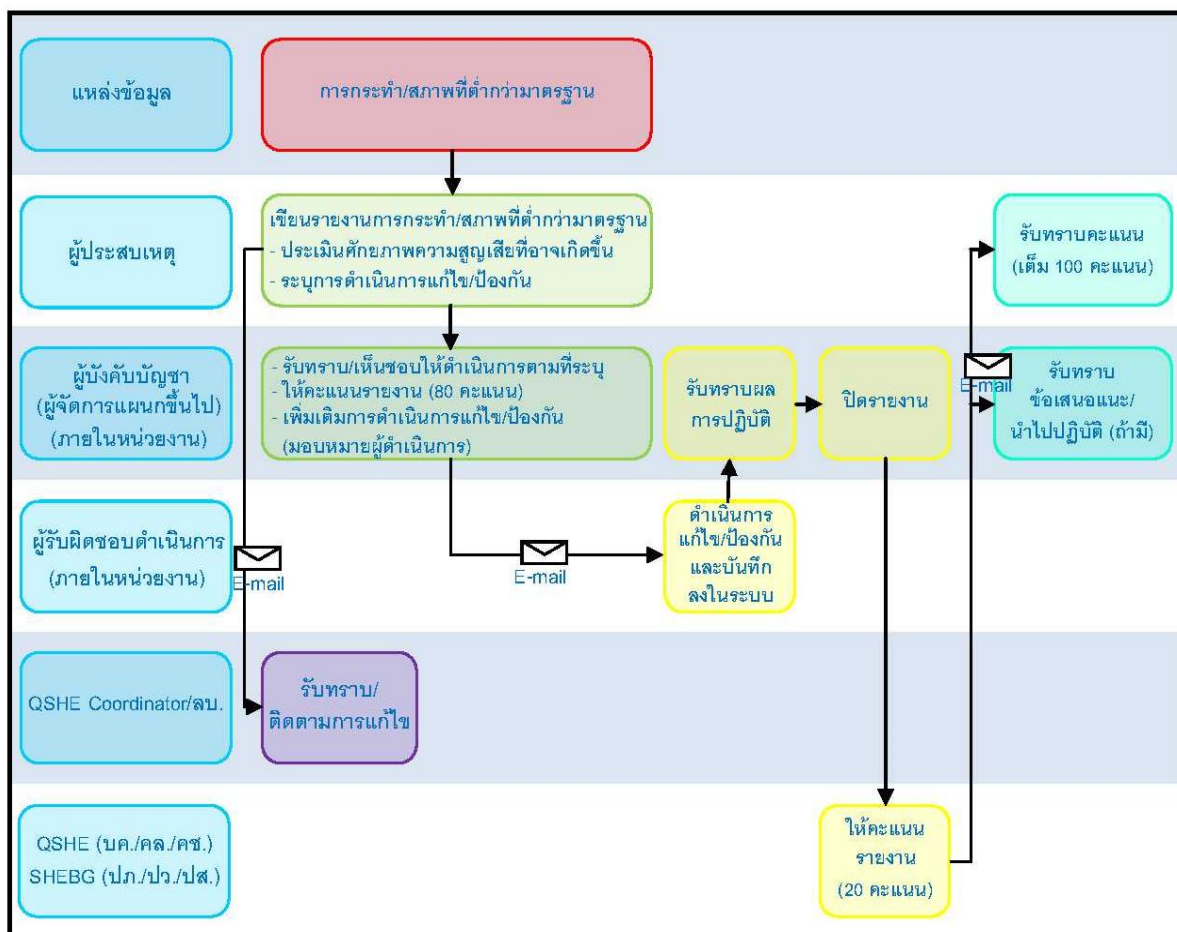 แหล่งข้อมูล
การกระทำ/สภาพที่ต่ำกว่ามาตรฐาน
ผู้ประสบเหตุ
เขียนรายงานการกระทำ/สภาพที่ต่ำกว่ามาตรฐาน
- ประเมินศักยภาพความสูญเสียที่อาจเกิดขึ้น
- ระบุการดำเนินการแก้ไข/ป้องกัน
รับทราบคะแนน
(เต็ม 100 คะแนน)
ผู้บังคับบัญชา
(ผู้จัดการแผนกขึ้นไป)
(ภายในหน่วยงาน)
- รับทราบ/เห็นชอบให้ดำเนินการตามที่ระบุ
- ให้คะแนนรายงาน (80 คะแนน)
- เพิ่มเติมการดำเนินการแก้ไข/ป้องกัน
(มอบหมายผู้ดำเนินการ)
รับทราบผล
การปฏิบัติ
ปิดรายงาน
E-mail
รับทราบ
ข้อเสนอแนะ/
นำไปปฏิบัติ (ถ้ามี)
ผู้รับผิดชอบดำเนินการ
(ภายในหน่วยงาน)
E-mail
E-mail
ดำเนินการ
แก้ไข/ป้องกัน
และบันทึก
ลงในระบบ
QSHE Coordinator/ลบ.
รับทราบ/
ติดตามการแก้ไข
QSHE (บค./คล./คช.)
SHEBG (ปภ./ปว./ปส.)
ให้คะแนน
รายงาน
(20 คะแนน)